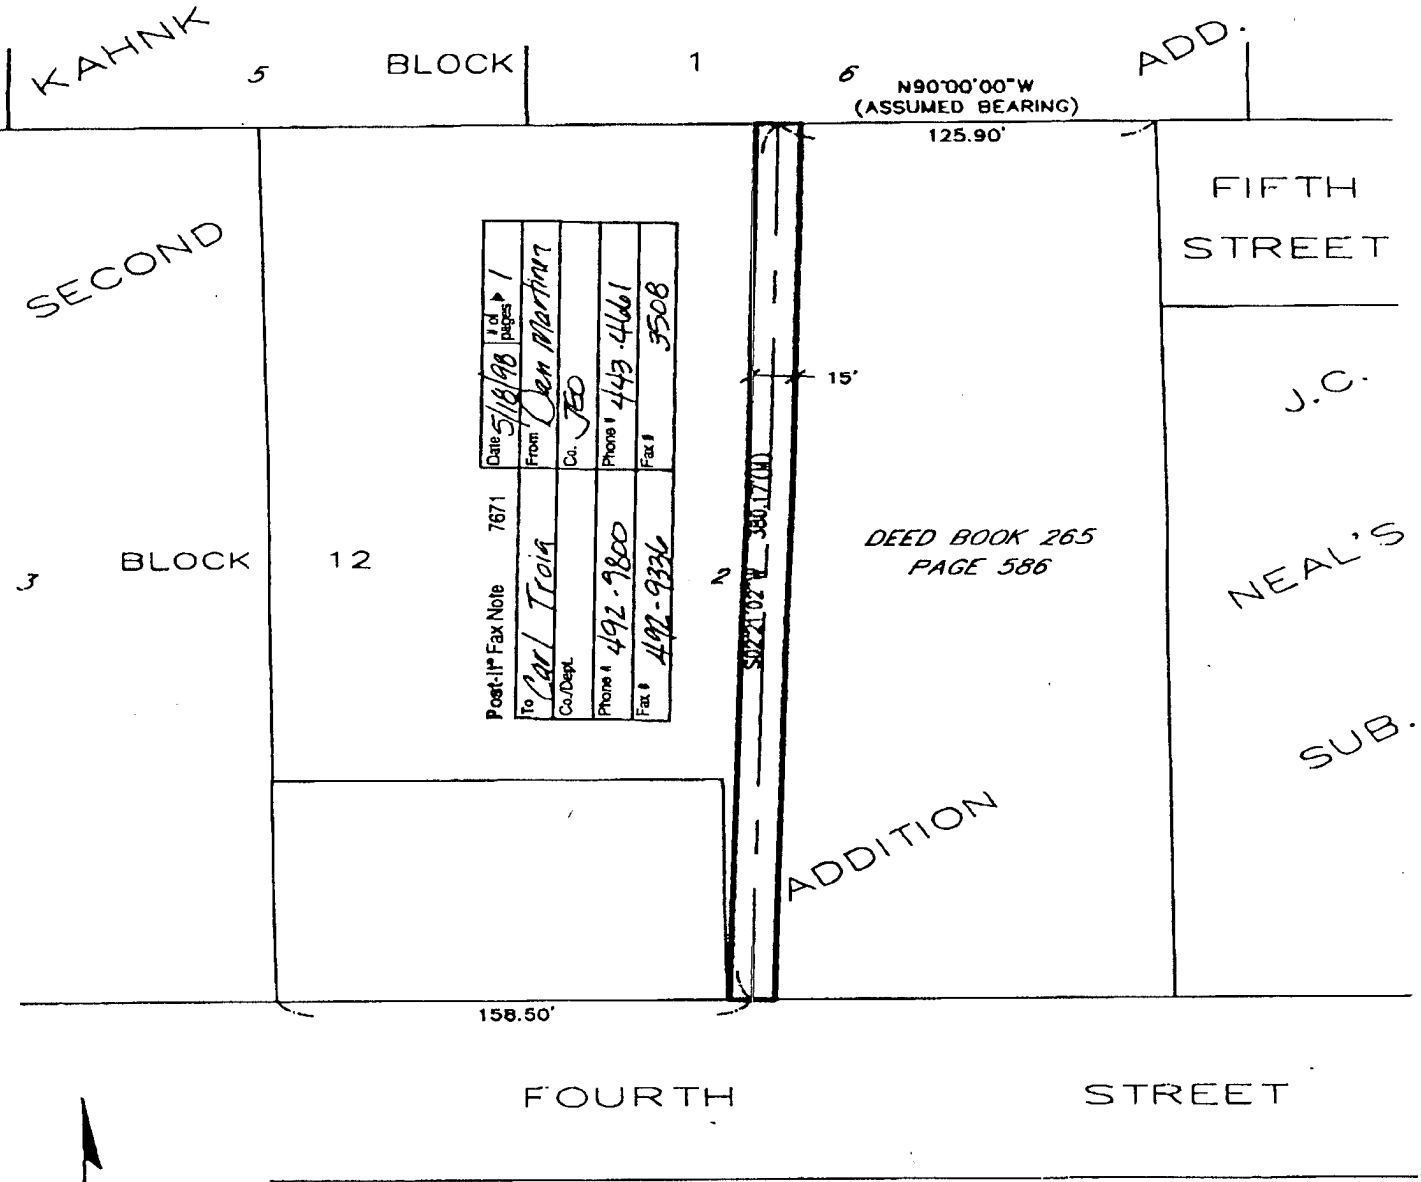 KAHNK
5
BLOCK
1
6
ADD.
N90°00'00"W
(ASSUMED BEARING)
125.90'
FIFTH
STREET
SECOND
15'
J.C.
Post-It® Fax Note 7671
Date 5/18/98 # of pages ▶ 1
To Carl Troia
From
Co./Dept.
Co. JEO
Phone # 492-9800
Phone # 443-4661
Fax # 492-9336
Fax # 3508
S02°21'02"W 380.17'(M)
DEED BOOK 265
PAGE 586
3
BLOCK 12
2
NEAL'S
SUB.
ADDITION
158.50'
FOURTH STREET